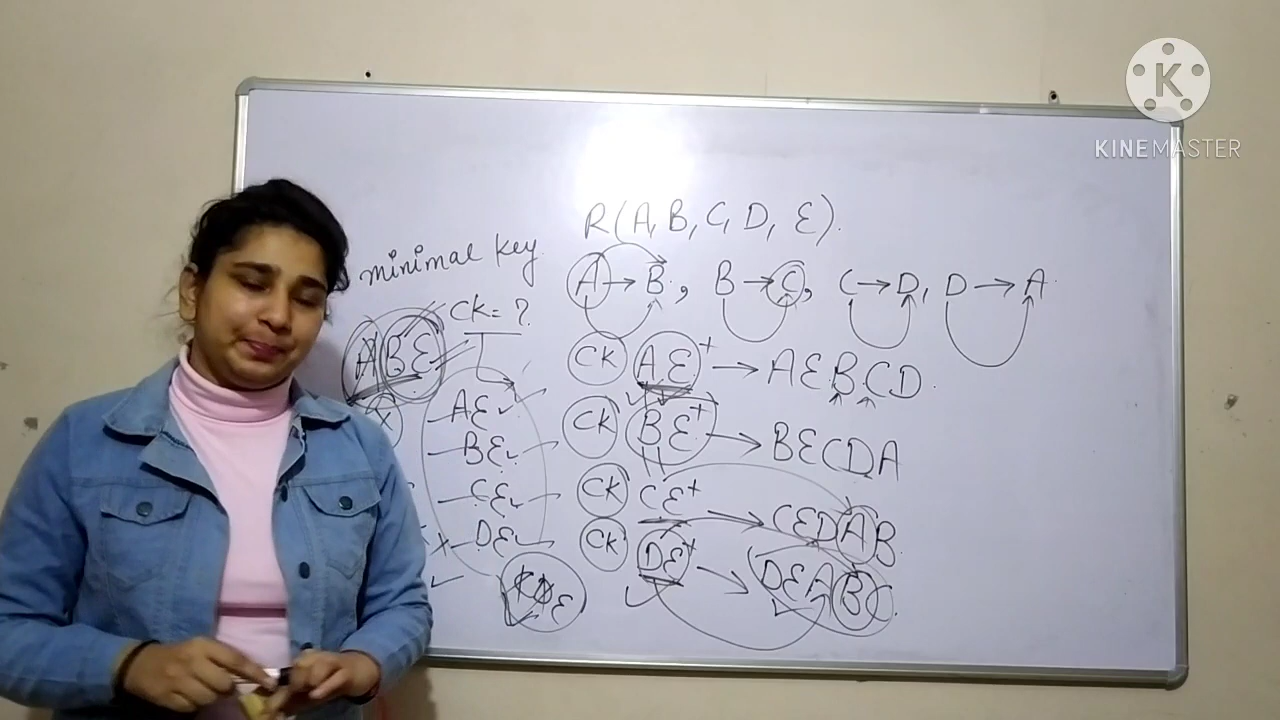 K
KINEMASTER
R(A, B, C, D, E).
minimal key
A → B, B → C, C → D, D → A.
CK = ?
ABE
CK AE+ → AEBCD.
AE ✓
CK BE+ → BECDA
BE ✓
CK CE+ → CEDAB
CE ✓
CK DE+ → DEABC.
DE ✓